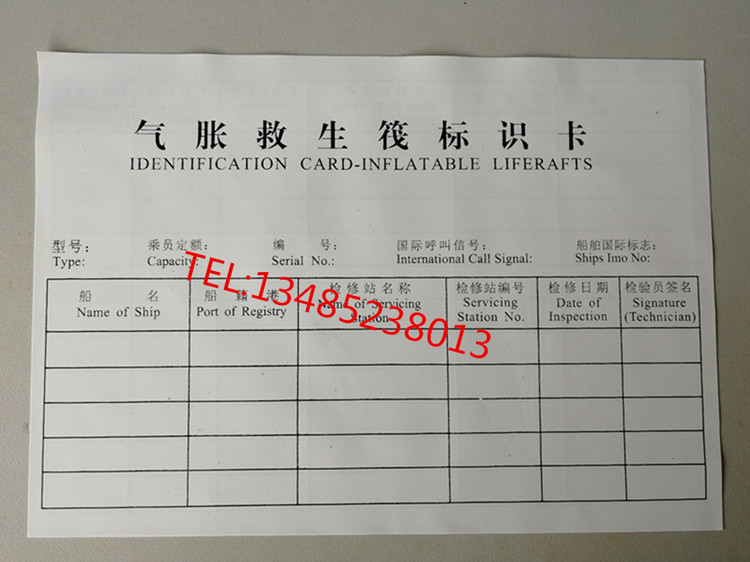 气胀救生筏标识卡
IDENTIFICATION CARD-INFLATABLE LIFERAFTS
型号： 乘员定额： 编 号： 国际呼叫信号： 船舶国际标志：
Type: Capacity: Serial No.: International Call Signal: Ships Imo No:
船 名 船 籍 港 检修站名称 检修站编号 检修日期 检验员签名
Name of Ship Port of Registry Name of Servicing Station Servicing Station No. Date of Inspection Signature (Technician)
TEL:13485238013